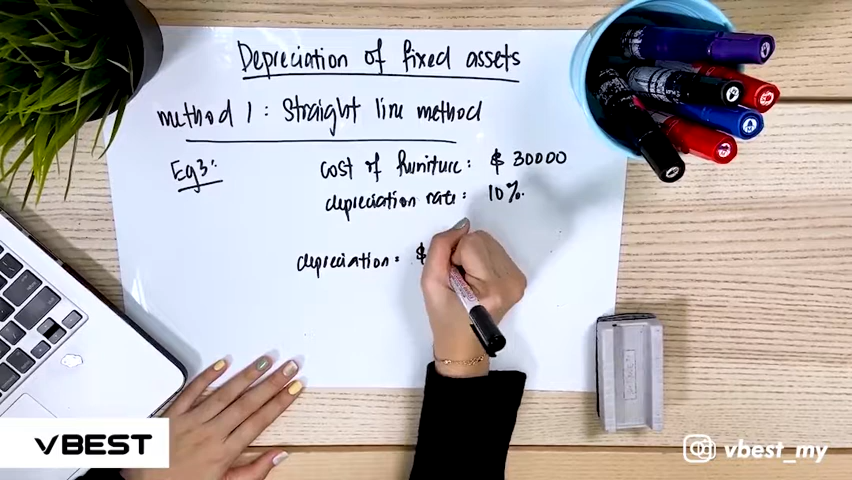 Depreciation of fixed assets
method 1 : Straight line method
Eg3:
cost of furniture : $ 30000
depreciation rate : 10%.
depreciation = $
VBEST
vbest_my